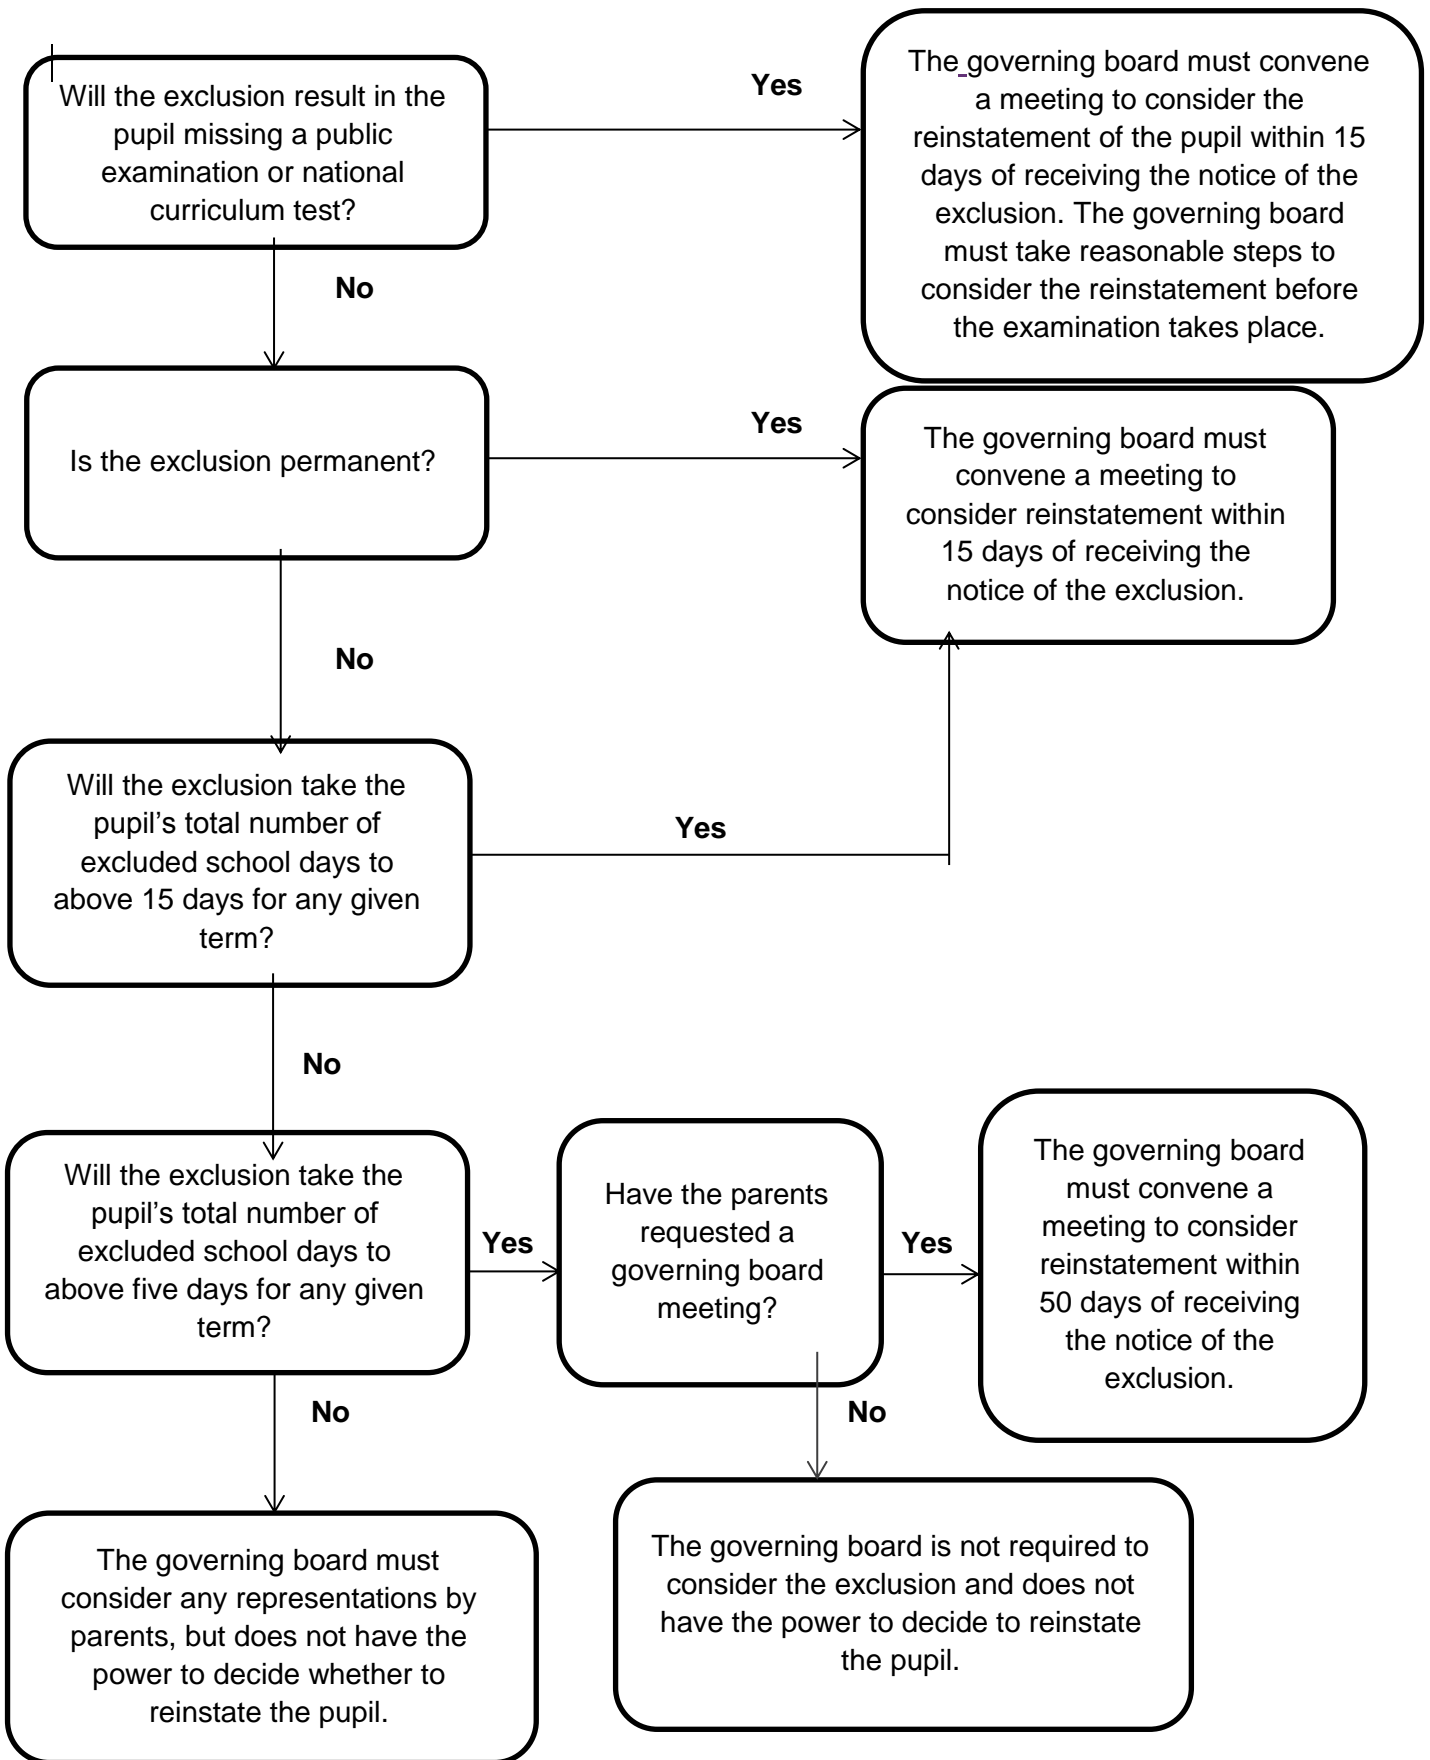 Will the exclusion result in the
pupil missing a public
examination or national
curriculum test?
Yes
The governing board must convene
a meeting to consider the
reinstatement of the pupil within 15
days of receiving the notice of the
exclusion. The governing board
must take reasonable steps to
consider the reinstatement before
the examination takes place.
No
Is the exclusion permanent?
Yes
The governing board must
convene a meeting to
consider reinstatement within
15 days of receiving the
notice of the exclusion.
No
Will the exclusion take the
pupil’s total number of
excluded school days to
above 15 days for any given
term?
Yes
No
Will the exclusion take the
pupil’s total number of
excluded school days to
above five days for any given
term?
Yes
Have the parents
requested a
governing board
meeting?
Yes
The governing board
must convene a
meeting to consider
reinstatement within
50 days of receiving
the notice of the
exclusion.
No
No
The governing board must
consider any representations by
parents, but does not have the
power to decide whether to
reinstate the pupil.
The governing board is not required to
consider the exclusion and does not
have the power to decide to reinstate
the pupil.